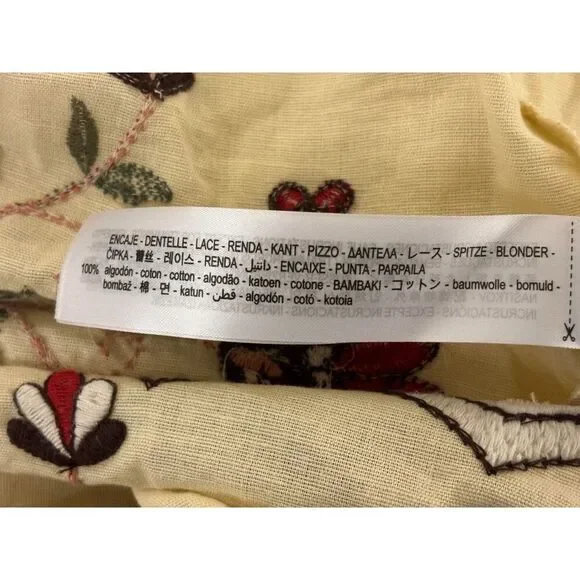 ENCAJE - DENTELLE - LACE - RENDA - KANT - PIZZO - ΔΑΝΤΕΛΑ - レース - SPITZE - BLONDER -
ČIPKA - 蕾丝 - 레이스 - RENDA - دانتيل - ENCAIXE - PUNTA - PARPAILA
100% algodón - coton - cotton - algodão - katoen - cotone - ΒΑΜΒΑΚΙ - コットン - baumwolle - bomuld -
bombaž - 棉 - 면 - katun - قطن - algodón - cotó - kotoia